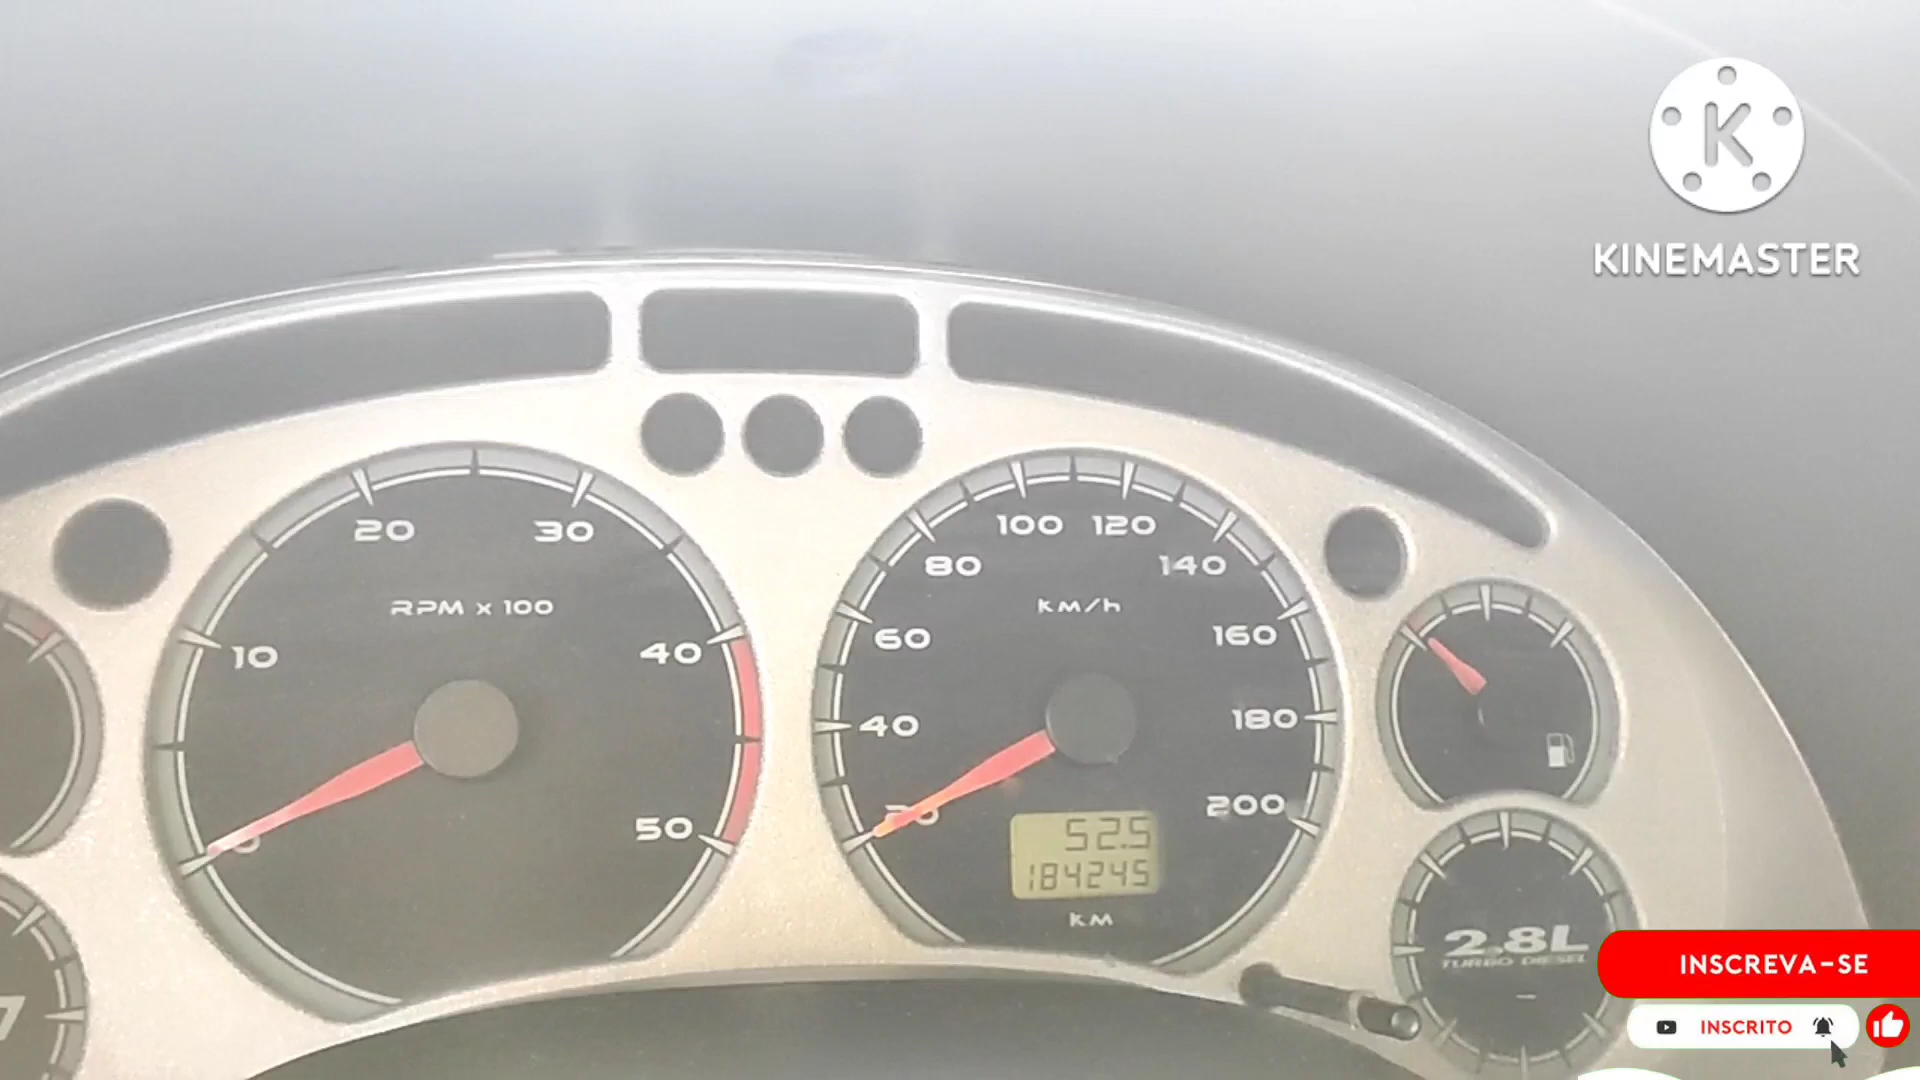 K
KINEMASTER
20 30
100 120
80 140
RPM x 100
KM/h
10 40
60 160
40 180
50
200
52.5
184245
KM
2.8L
TURBO DIESEL
INSCREVA-SE
INSCRITO